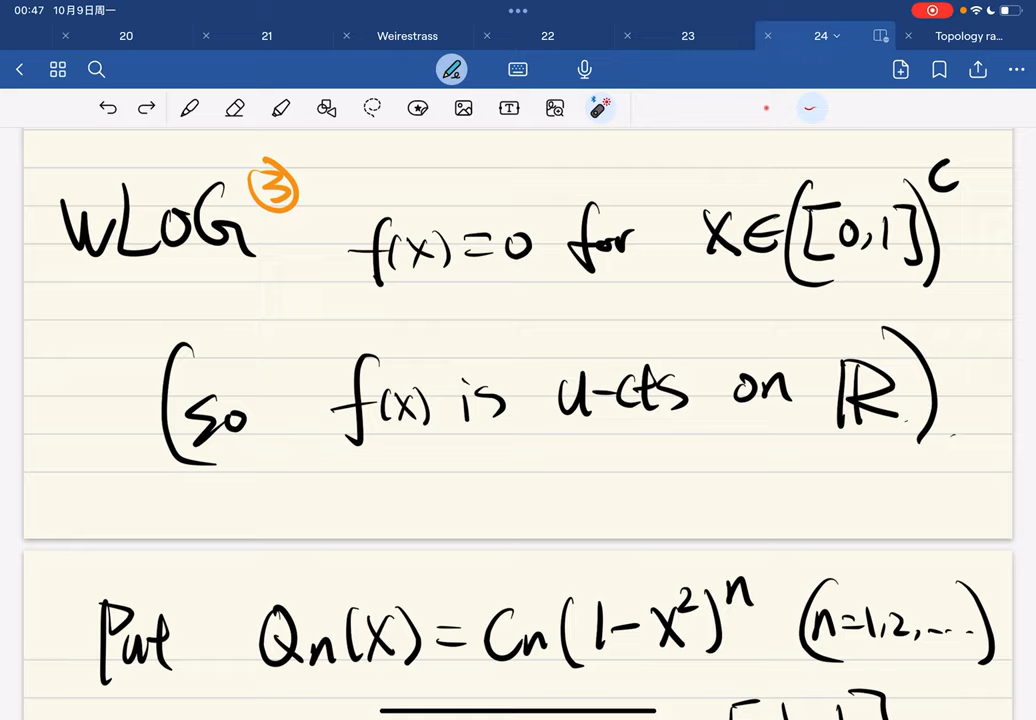 00:47 10月9日周一
20 21 Weirestrass 22 23 24 Topology ra...
WLOG ③ f(x)=0 for x∈([0,1])^c
(so f(x) is u-cts on ℝ).
Put Qn(x)=Cn(1-x²)^n (n=1,2,....)